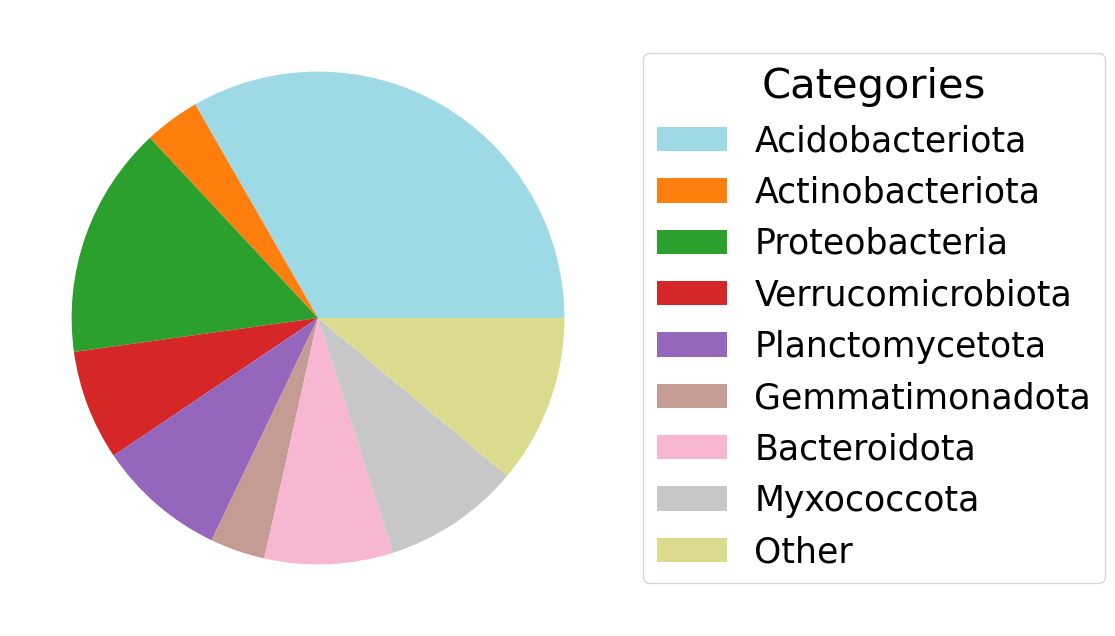 Categories
Acidobacteriota
Actinobacteriota
Proteobacteria
Verrucomicrobiota
Planctomycetota
Gemmatimonadota
Bacteroidota
Myxococcota
Other